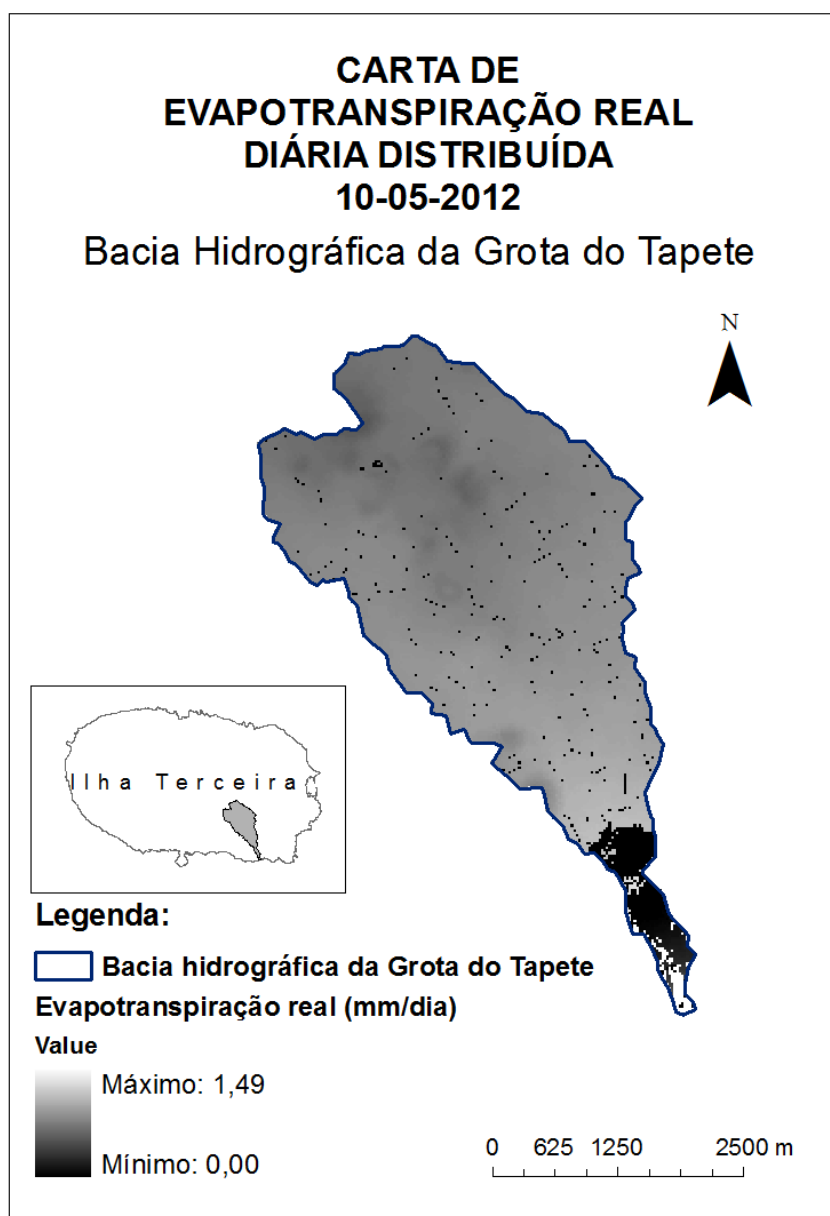 CARTA DE
EVAPOTRANSPIRAÇÃO REAL
DIÁRIA DISTRIBUÍDA
10-05-2012
Bacia Hidrográfica da Grota do Tapete
N
Ilha Terceira
Legenda:
Bacia hidrográfica da Grota do Tapete
Evapotranspiração real (mm/dia)
Value
Máximo: 1,49
Mínimo: 0,00
0 625 1250 2500 m